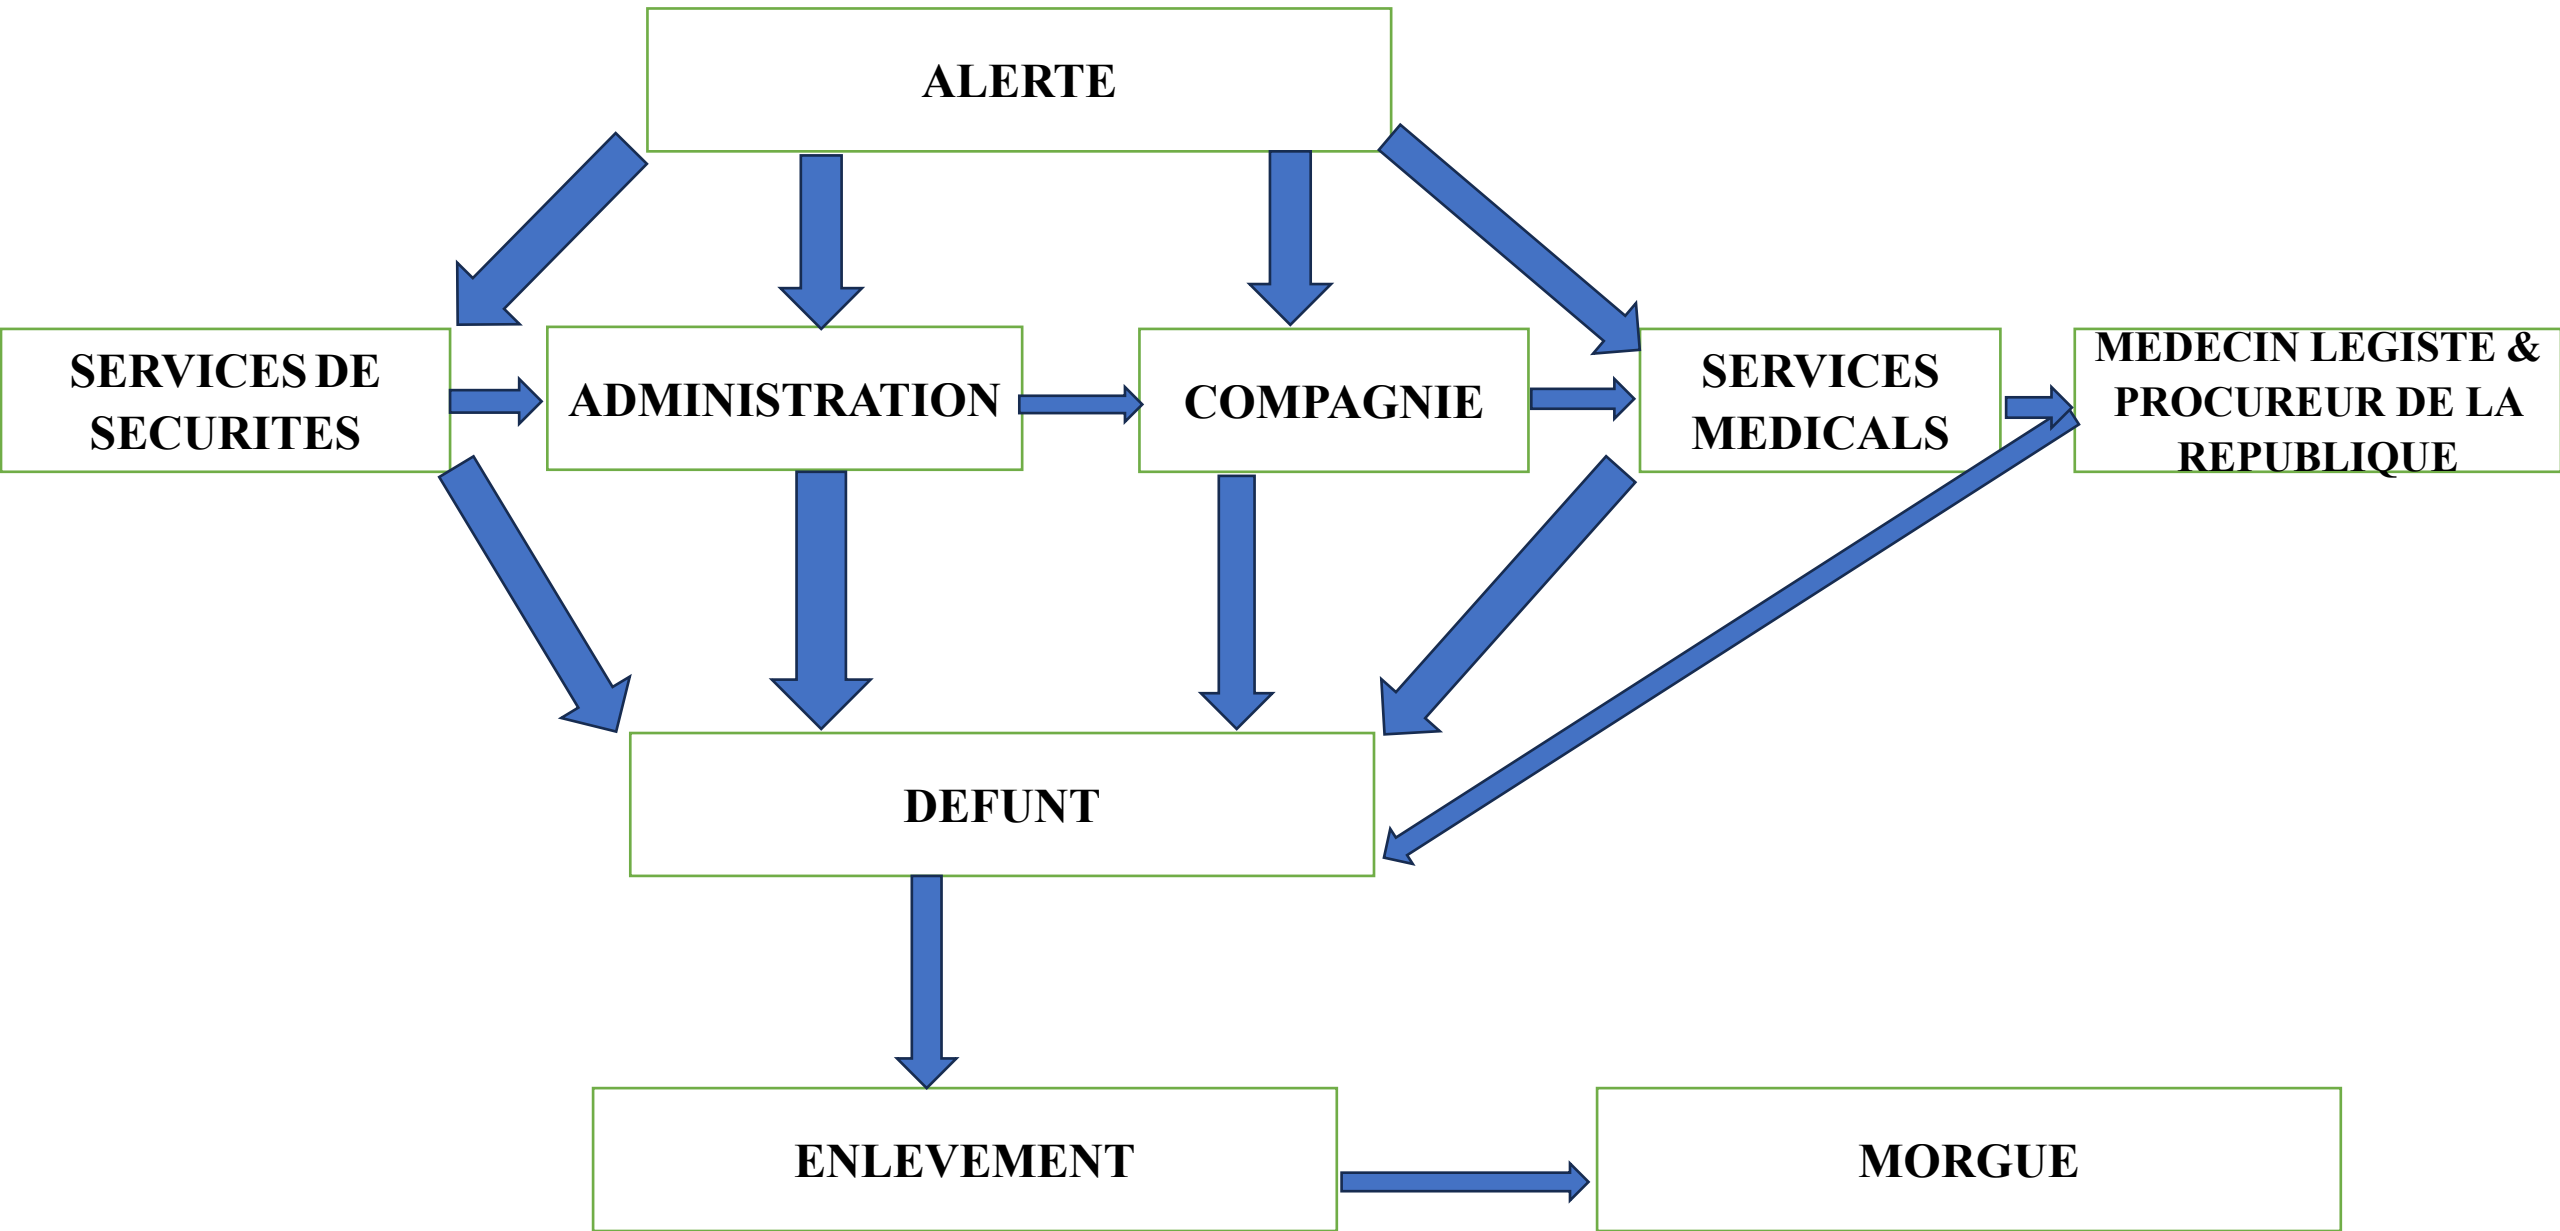 ALERTE
SERVICES DE
SECURITES
ADMINISTRATION
COMPAGNIE
SERVICES
MEDICALS
MEDECIN LEGISTE &
PROCUREUR DE LA
REPUBLIQUE
DEFUNT
ENLEVEMENT
MORGUE